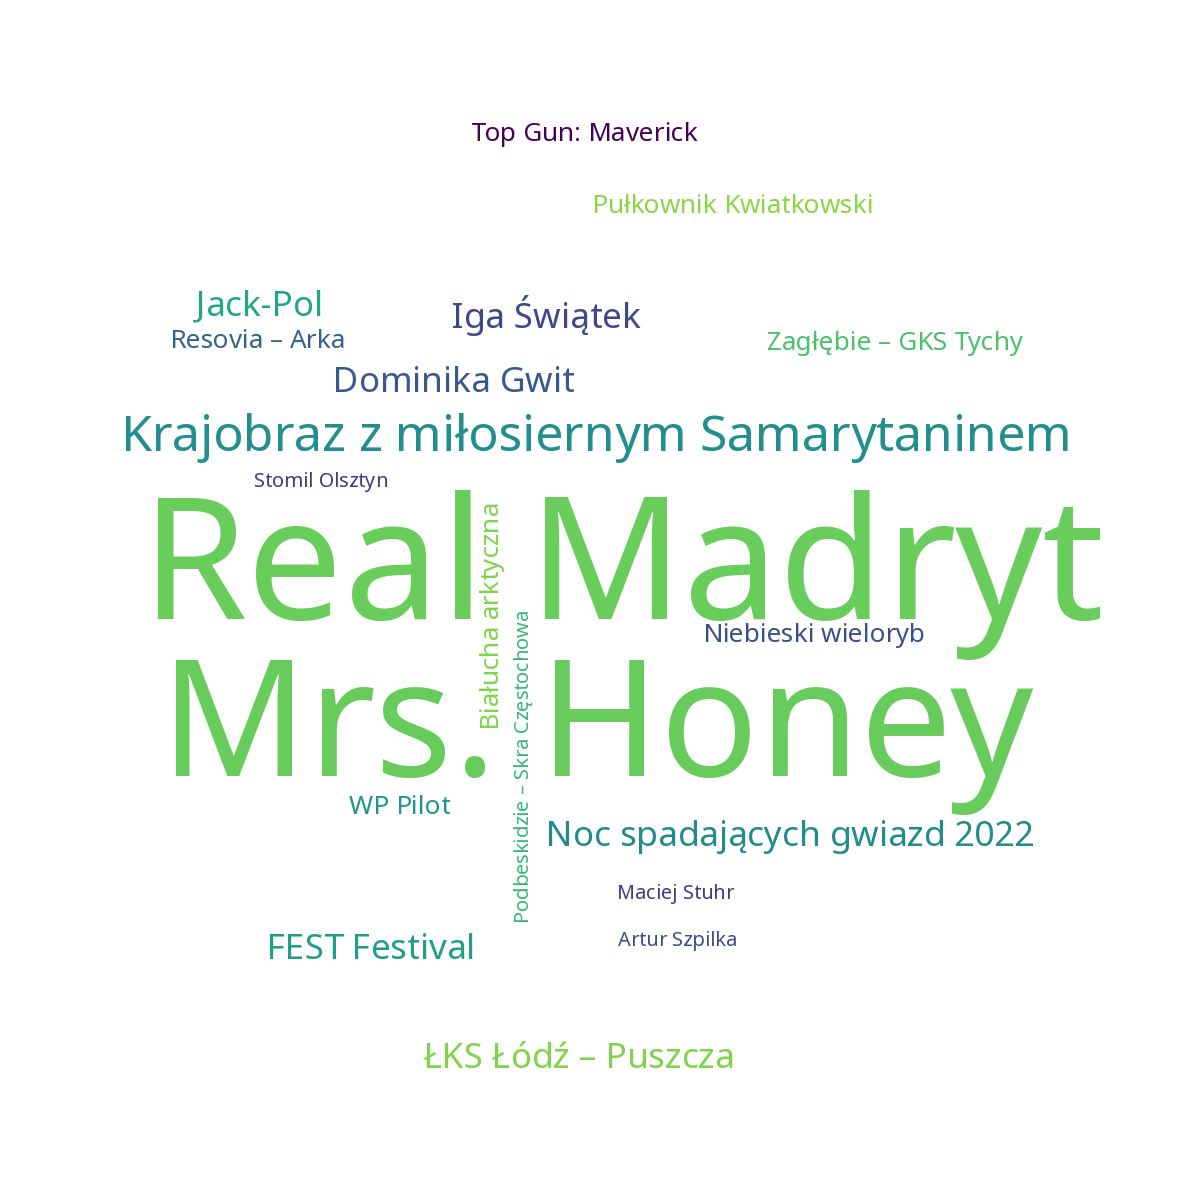 Top Gun: Maverick
Pułkownik Kwiatkowski
Jack-Pol
Iga Świątek
Resovia – Arka
Zagłębie – GKS Tychy
Dominika Gwit
Krajobraz z miłosiernym Samarytaninem
Stomil Olsztyn
Real Madryt
Białucha arktyczna
Niebieski wieloryb
Podbeskidzie – Skra Częstochowa
Mrs. Honey
WP Pilot
Noc spadających gwiazd 2022
Maciej Stuhr
Artur Szpilka
FEST Festival
ŁKS Łódź – Puszcza